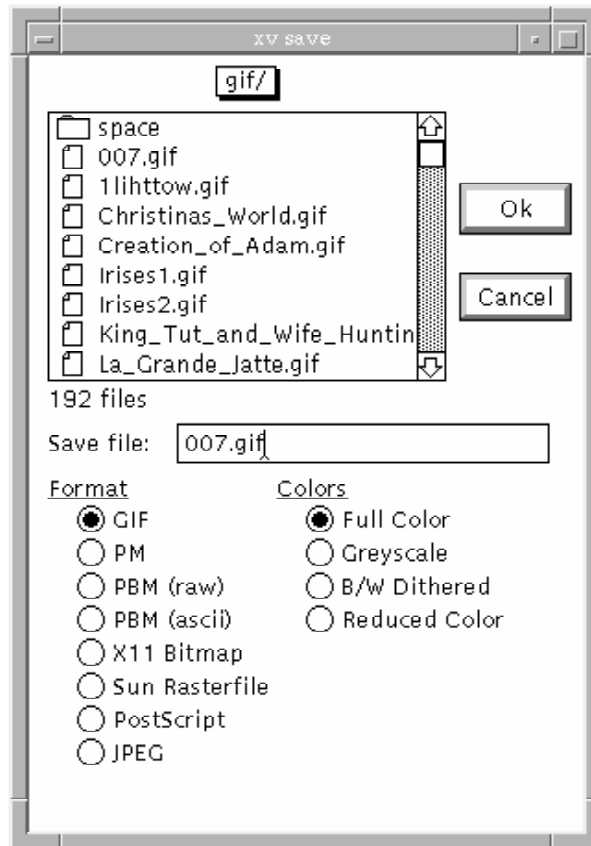 xv save
gif/
space
007.gif
1lihttow.gif
Christinas_World.gif
Creation_of_Adam.gif
Irises1.gif
Irises2.gif
King_Tut_and_Wife_Huntin
La_Grande_Jatte.gif
Ok
Cancel
192 files
Save file: 007.gif
Format Colors
GIF Full Color
PM Greyscale
PBM (raw) B/W Dithered
PBM (ascii) Reduced Color
X11 Bitmap
Sun Rasterfile
PostScript
JPEG